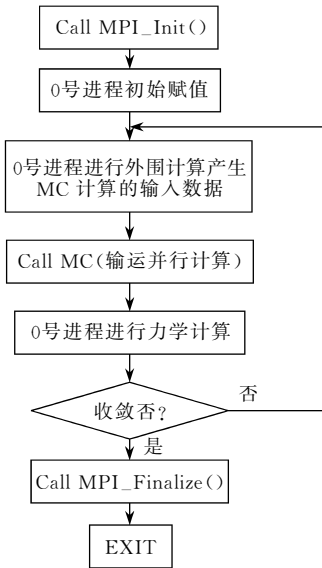 Call MPI_Init()
0号进程初始赋值
0号进程进行外围计算产生
MC 计算的输入数据
Call MC(输运并行计算)
0号进程进行力学计算
收敛否?
否
是
Call MPI_Finalize()
EXIT